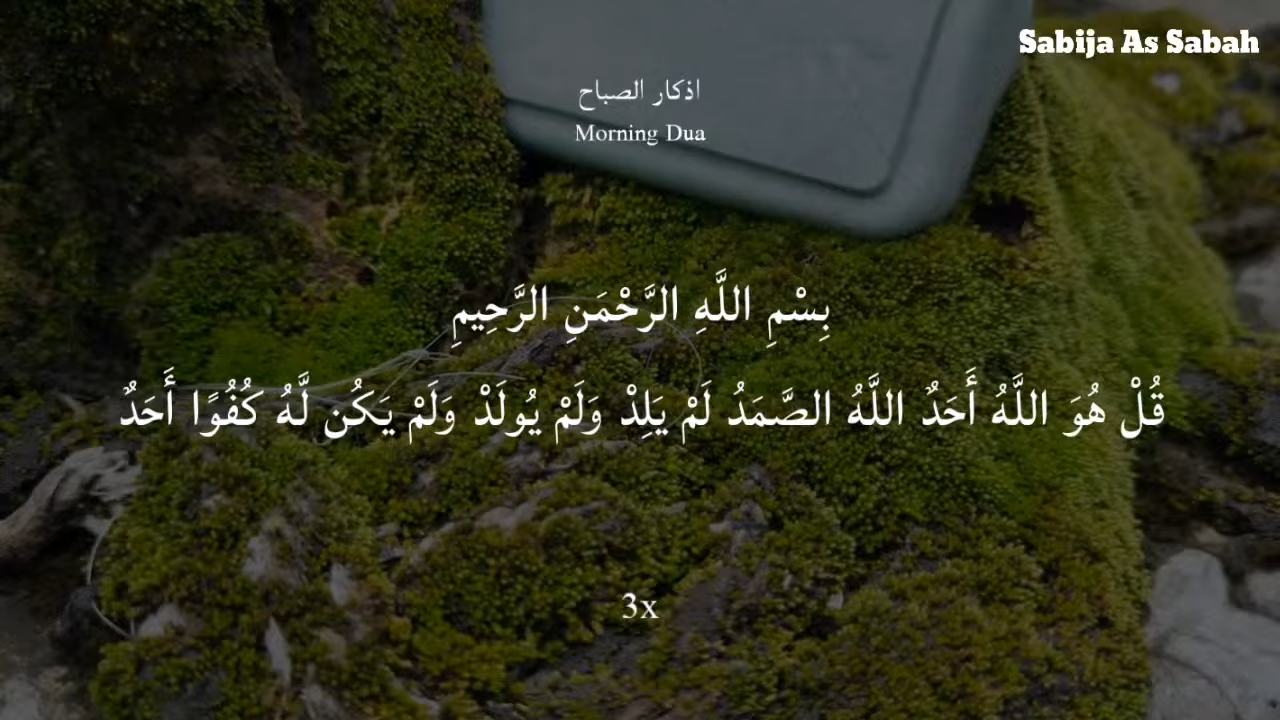 Sabija As Sabah
اذكار الصباح
Morning Dua
بِسْمِ اللَّهِ الرَّحْمَنِ الرَّحِيمِ
قُلْ هُوَ اللَّهُ أَحَدٌ اللَّهُ الصَّمَدُ لَمْ يَلِدْ وَلَمْ يُولَدْ وَلَمْ يَكُن لَّهُ كُفُوًا أَحَدٌ
3x